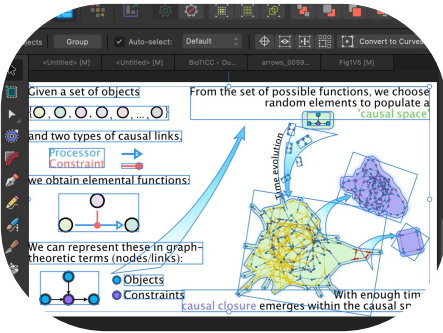 Group
Auto-select:
Default
Convert to Curves
<Untitled> [M]
<Untitled> [M]
BioTICC - Ou...
arrows_0059...
Fig1V5 [M]
Given a set of objects
{ , , , , , ..., }
and two types of causal links,
Processor
Constraint
we obtain elemental functions:
We can represent these in graph-
theoretic terms (nodes/links):
Objects
Constraints
From the set of possible functions, we choose
random elements to populate a
'causal space'
Time evolution
With enough time
causal closure emerges within the causal